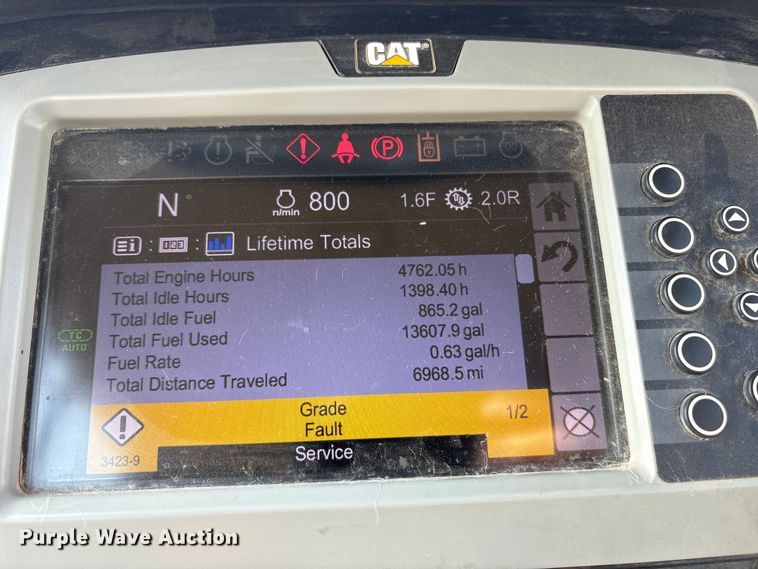 CAT
N
n/min 800 1.6F 2.0R
123 Lifetime Totals
Total Engine Hours 4762.05 h
Total Idle Hours 1398.40 h
Total Idle Fuel 865.2 gal
Total Fuel Used 13607.9 gal
Fuel Rate 0.63 gal/h
Total Distance Traveled 6968.5 mi
TC
AUTO
Grade 1/2
Fault
3423-9 Service
Purple Wave Auction